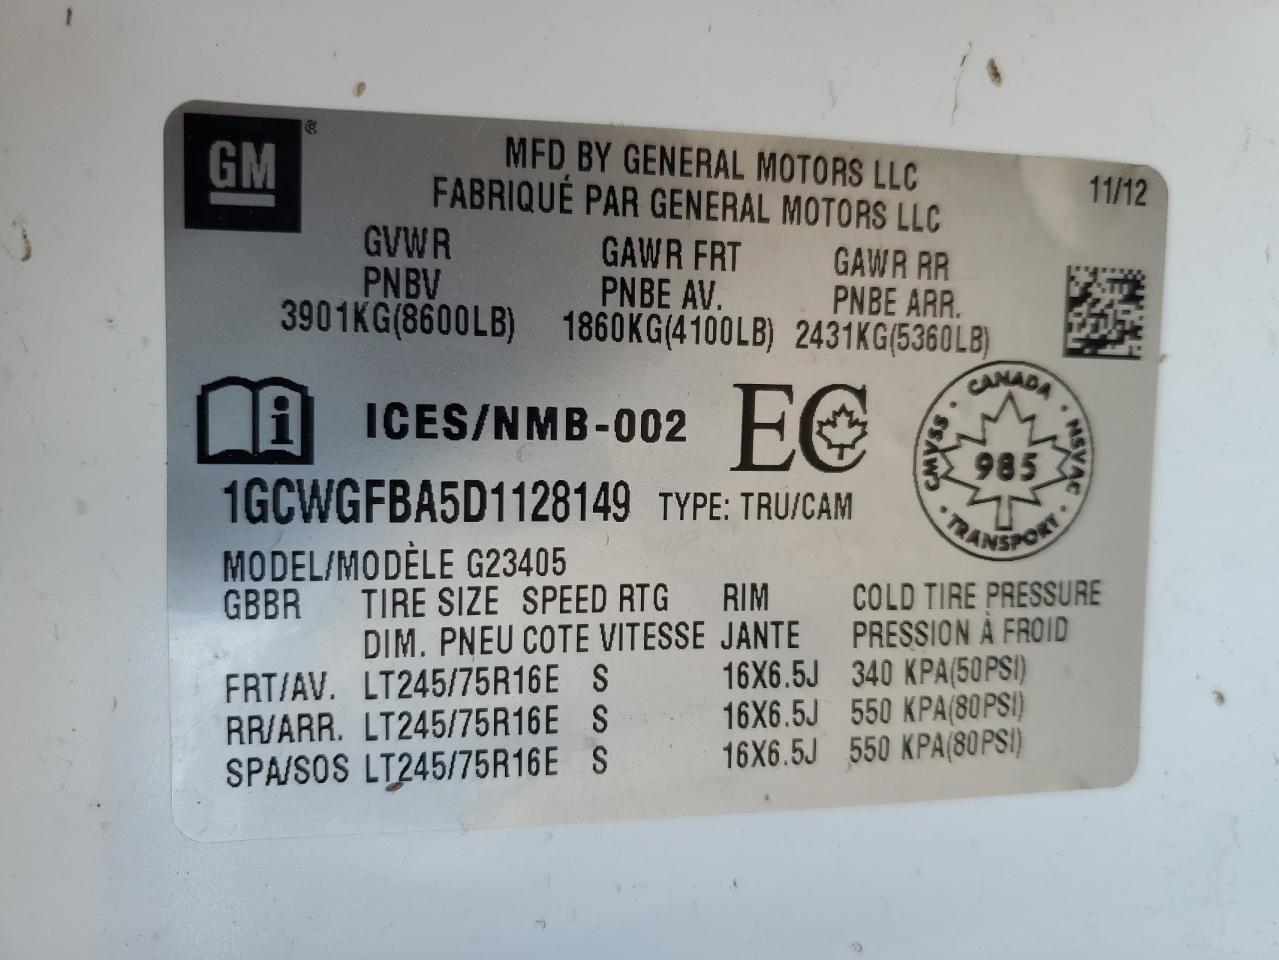 GM®
MFD BY GENERAL MOTORS LLC
FABRIQUÉ PAR GENERAL MOTORS LLC
11/12
GVWR GAWR FRT GAWR RR
PNBV PNBE AV. PNBE ARR.
3901KG(8600LB) 1860KG(4100LB) 2431KG(5360LB)
i ICES/NMB-002 EC
CANADA
CMVSS · NSVAC
985
· TRANSPORT ·
1GCWGFBA5D1128149 TYPE: TRU/CAM
MODEL/MODÈLE G23405
GBBR TIRE SIZE SPEED RTG RIM COLD TIRE PRESSURE
DIM. PNEU COTE VITESSE JANTE PRESSION À FROID
FRT/AV. LT245/75R16E S 16X6.5J 340 KPA(50PSI)
RR/ARR. LT245/75R16E S 16X6.5J 550 KPA(80PSI)
SPA/SOS LT245/75R16E S 16X6.5J 550 KPA(80PSI)